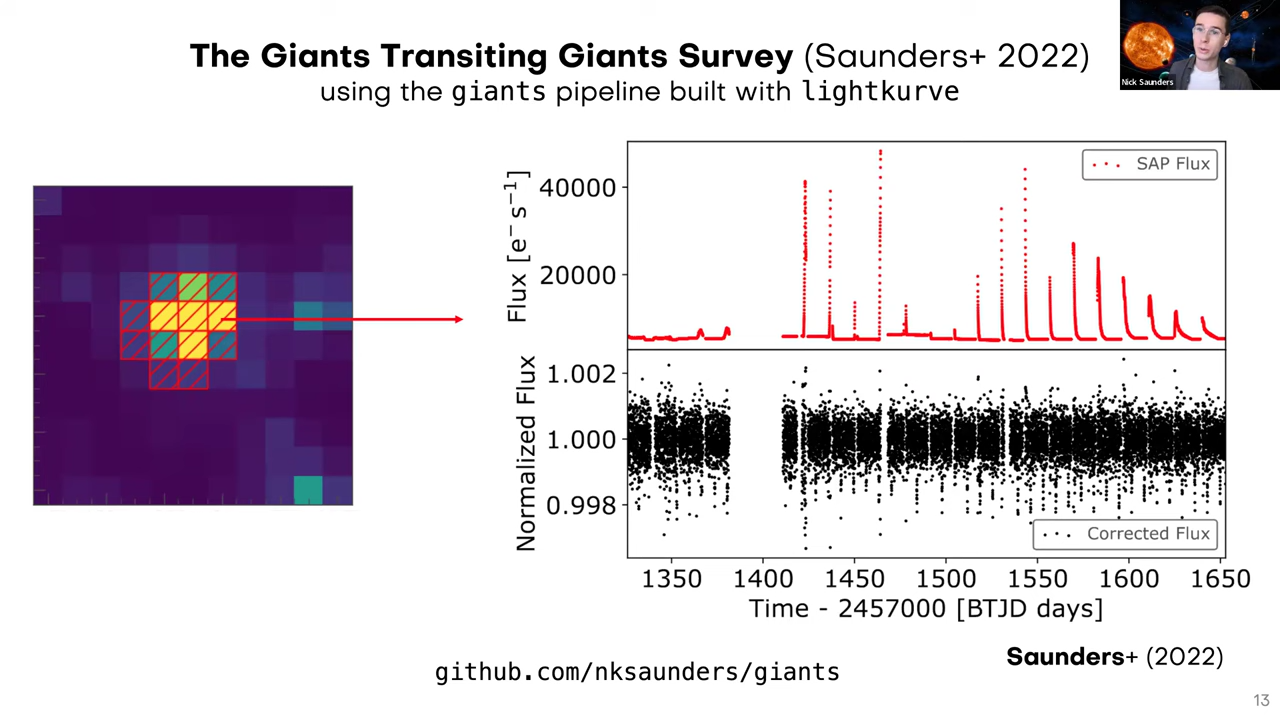 The Giants Transiting Giants Survey (Saunders+ 2022)
using the giants pipeline built with lightkurve
Nick Saunders
Flux [e⁻ s⁻¹]
40000
20000
SAP Flux
Normalized Flux
1.002
1.000
0.998
Corrected Flux
1350 1400 1450 1500 1550 1600 1650
Time - 2457000 [BTJD days]
Saunders+ (2022)
github.com/nksaunders/giants
13